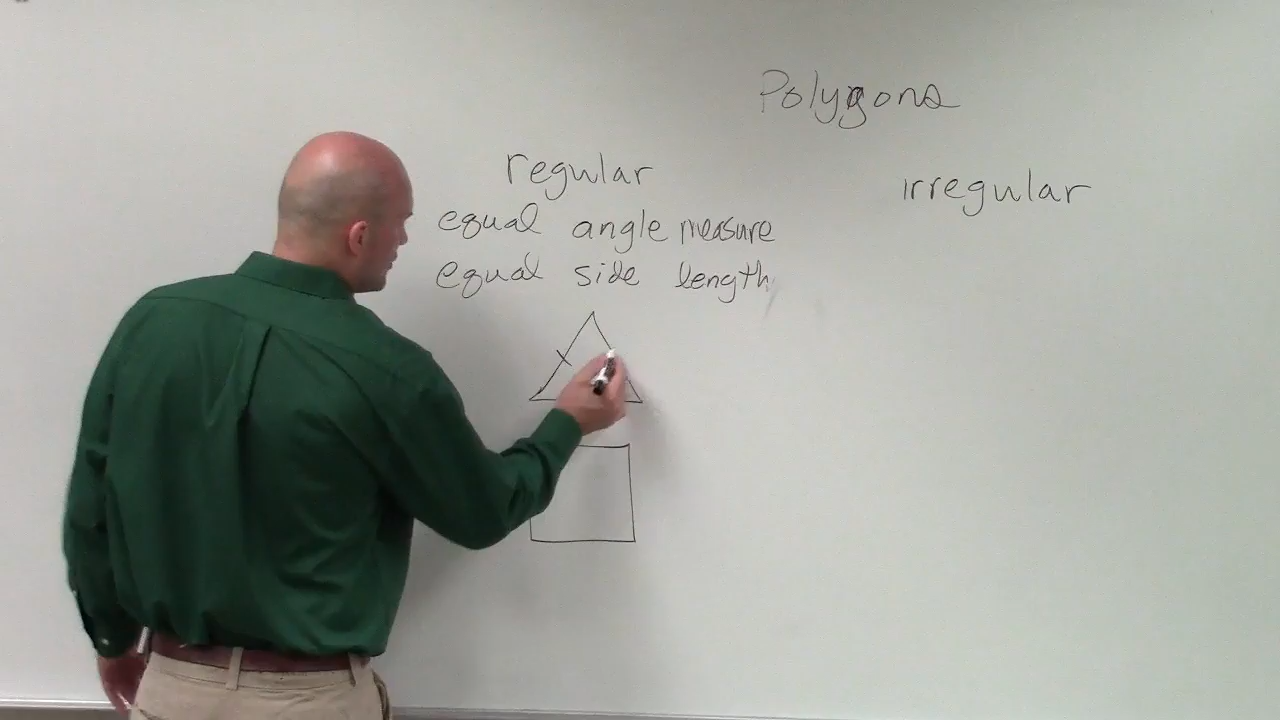 Polygons
regular
irregular
equal angle measure
equal side length